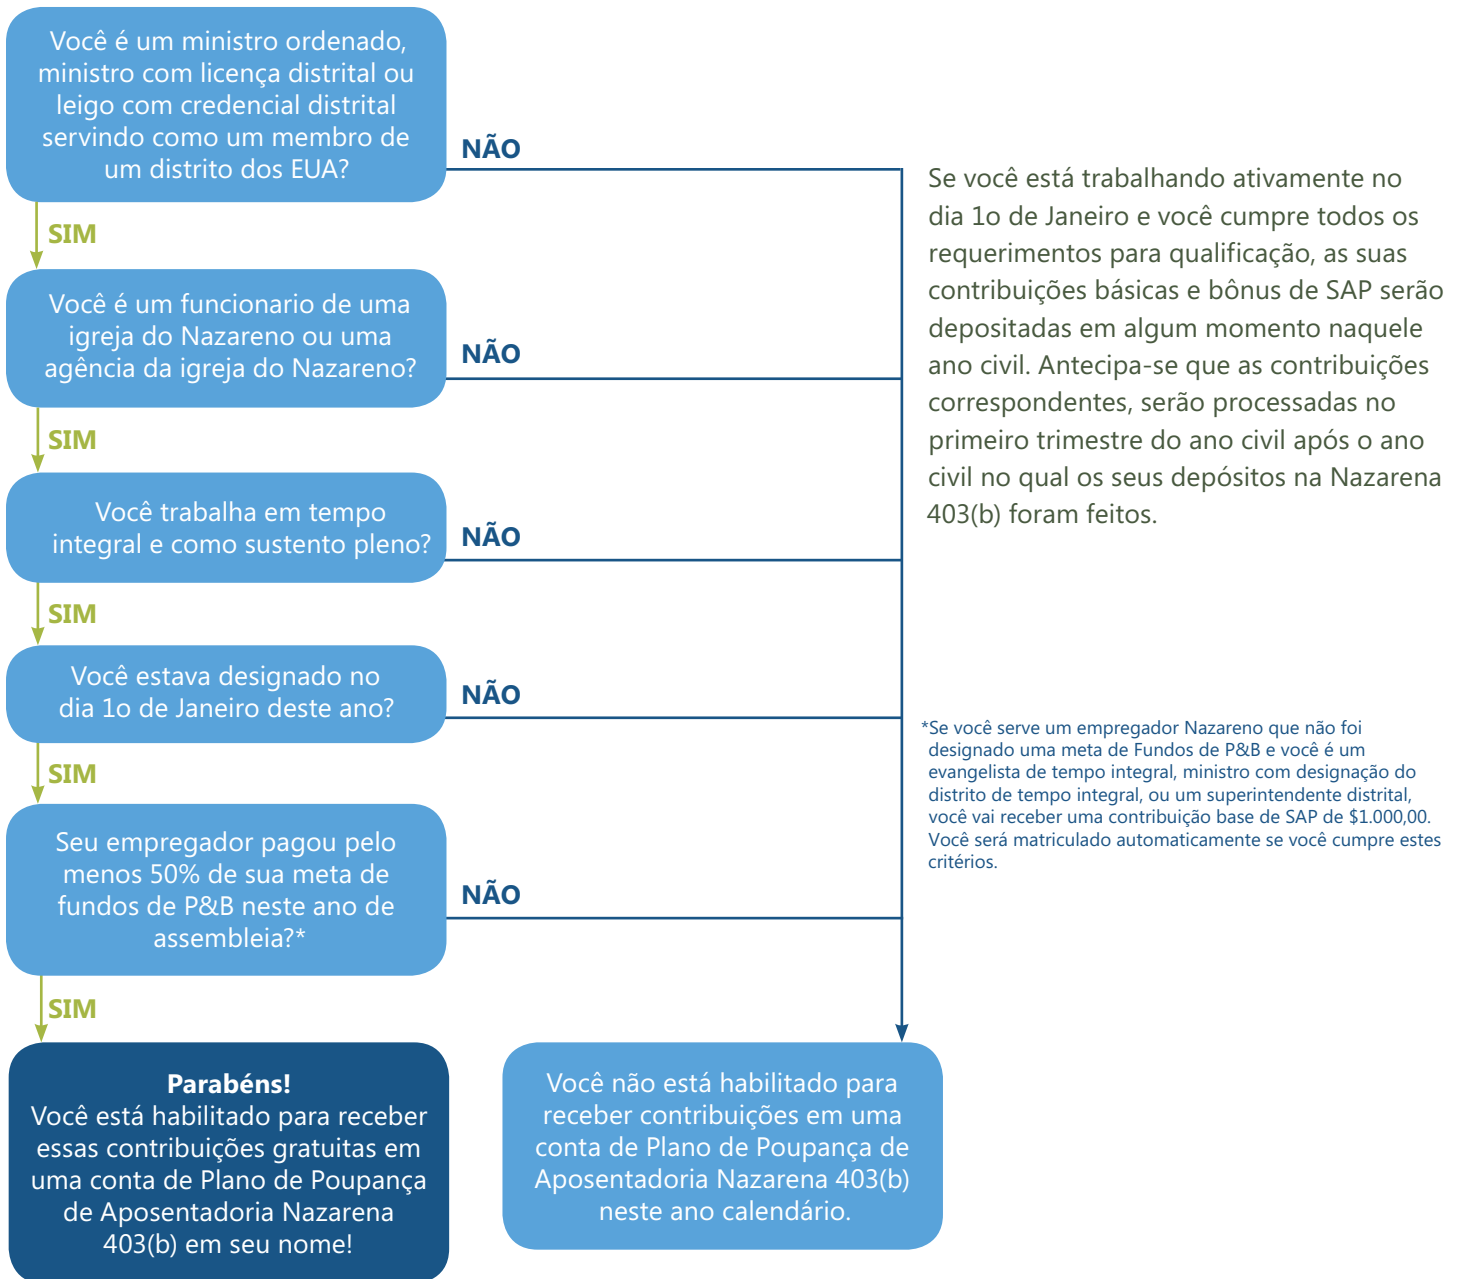 Você é um ministro ordenado,
ministro com licença distrital ou
leigo com credencial distrital
servindo como um membro de
um distrito dos EUA?
NÃO
SIM
Você é um funcionario de uma
igreja do Nazareno ou uma
agência da igreja do Nazareno?
NÃO
SIM
Você trabalha em tempo
integral e como sustento pleno?
NÃO
SIM
Você estava designado no
dia 1o de Janeiro deste ano?
NÃO
SIM
Seu empregador pagou pelo
menos 50% de sua meta de
fundos de P&B neste ano de
assembleia?*
NÃO
SIM
Parabéns!
Você está habilitado para receber
essas contribuições gratuitas em
uma conta de Plano de Poupança
de Aposentadoria Nazarena
403(b) em seu nome!
Você não está habilitado para
receber contribuições em uma
conta de Plano de Poupança de
Aposentadoria Nazarena 403(b)
neste ano calendário.
Se você está trabalhando ativamente no
dia 1o de Janeiro e você cumpre todos os
requerimentos para qualificação, as suas
contribuições básicas e bônus de SAP serão
depositadas em algum momento naquele
ano civil. Antecipa-se que as contribuições
correspondentes, serão processadas no
primeiro trimestre do ano civil após o ano
civil no qual os seus depósitos na Nazarena
403(b) foram feitos.
*Se você serve um empregador Nazareno que não foi
designado uma meta de Fundos de P&B e você é um
evangelista de tempo integral, ministro com designação do
distrito de tempo integral, ou um superintendente distrital,
você vai receber uma contribuição base de SAP de $1.000,00.
Você será matriculado automaticamente se você cumpre estes
critérios.